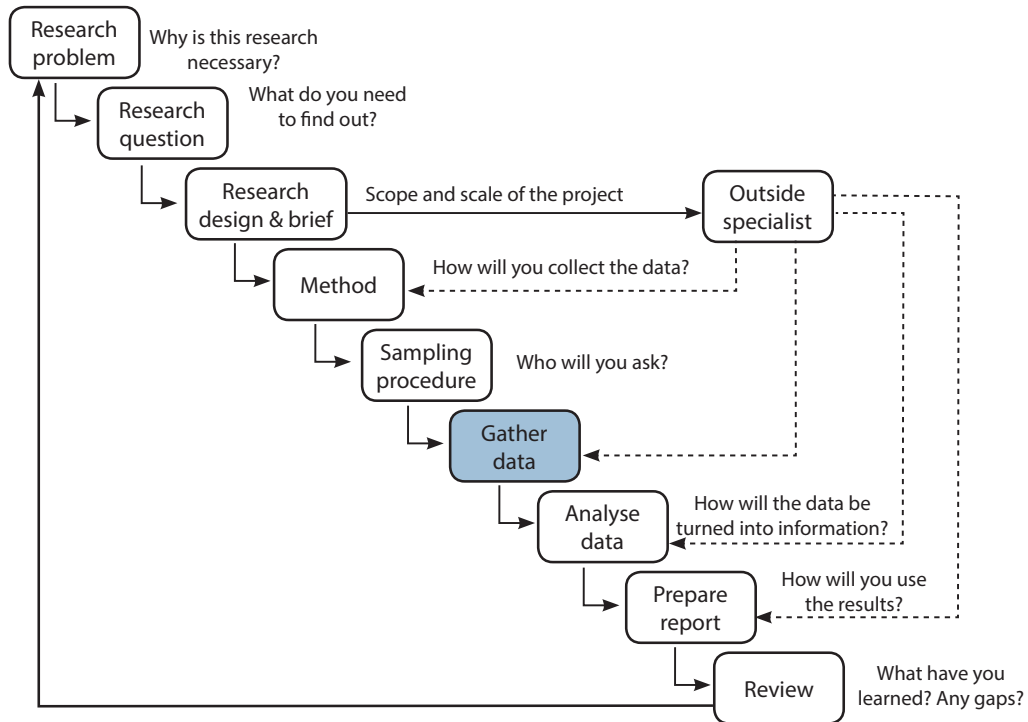 Research
problem
Why is this research
necessary?
Research
question
What do you need
to find out?
Research
design & brief
Scope and scale of the project
Outside
specialist
Method
How will you collect the data?
Sampling
procedure
Who will you ask?
Gather
data
Analyse
data
How will the data be
turned into information?
Prepare
report
How will you use
the results?
Review
What have you
learned? Any gaps?